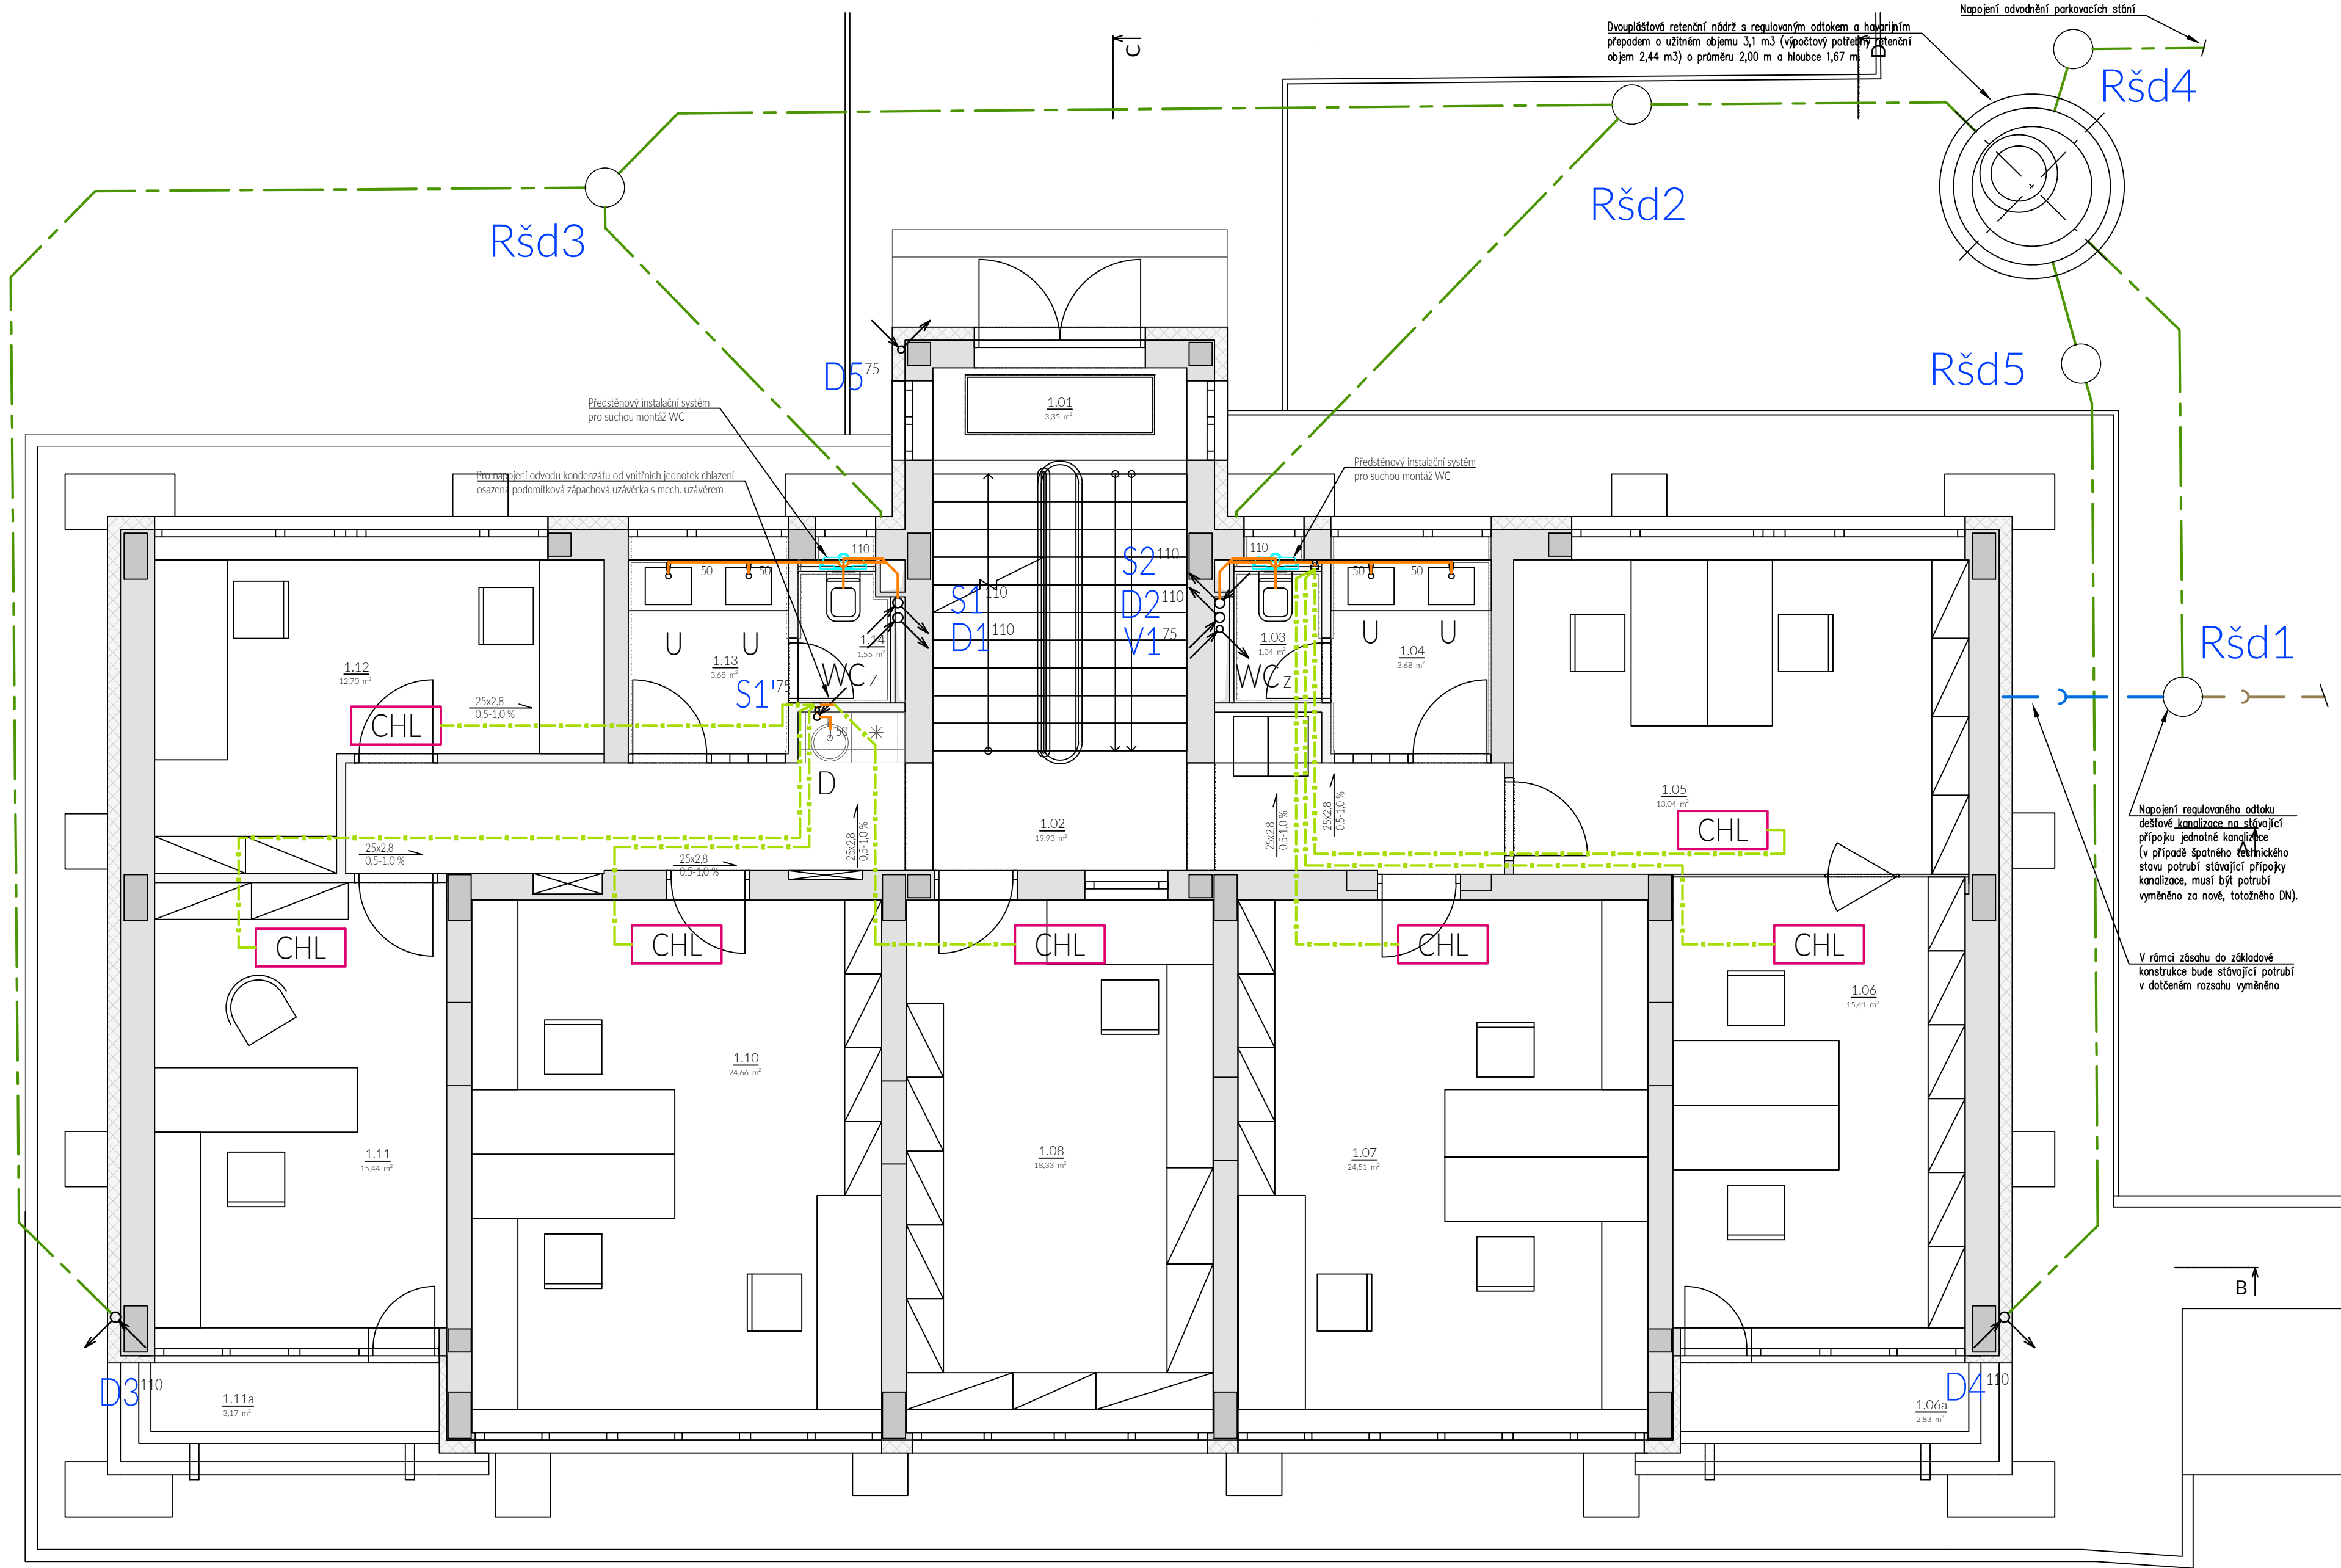 Napojení odvodnění parkovacích stání
Dvouplášťová retenční nádrž s regulovaným odtokem a havarijním
přepadem o užitném objemu 3,1 m3 (výpočtový potřebný retenční
objem 2,44 m3) o průměru 2,00 m a hloubce 1,67 m
C
D
Ršd4
Ršd2
Ršd3
Ršd5
D5 75
1.01
3,35 m²
Předstěnový instalační systém
pro suchou montáž WC
Pro napojení odvodu kondenzátu od vnitřních jednotek chlazení
osazena podomítková zápachová uzávěrka s mech. uzávěrem
Předstěnový instalační systém
pro suchou montáž WC
110
110
50
50
50
50
S1 110
D1 110
S2 110
D2 110
V1 75
U
U
U
U
1.12
12,70 m²
1.13
3,68 m²
1.14
1,55 m²
WC Z
1.03
1,34 m²
WC Z
1.04
3,68 m²
Ršd1
S1' 75
25x2,8
0,5-1,0 %
CHL
50
D
1.05
13,04 m²
CHL
1.02
19,93 m²
25x2,8
0,5-1,0 %
25x2,8
0,5-1,0 %
25x2,8
0,5-1,0 %
25x2,8
0,5-1,0 %
25x2,8
0,5-1,0 %
Napojení regulovaného odtoku
dešťové kanalizace na stávající
přípojku jednotné kanalizace
(v případě špatného technického
stavu potrubí stávající přípojky
kanalizace, musí být potrubí
vyměněno za nové, totožného DN).
A
CHL
CHL
CHL
CHL
CHL
V rámci zásahu do základové
konstrukce bude stávající potrubí
v dotčeném rozsahu vyměněno
1.06
15,41 m²
1.10
24,66 m²
1.11
15,44 m²
1.08
18,33 m²
1.07
24,51 m²
B
D3 110
1.11a
3,17 m²
D4 110
1.06a
2,83 m²